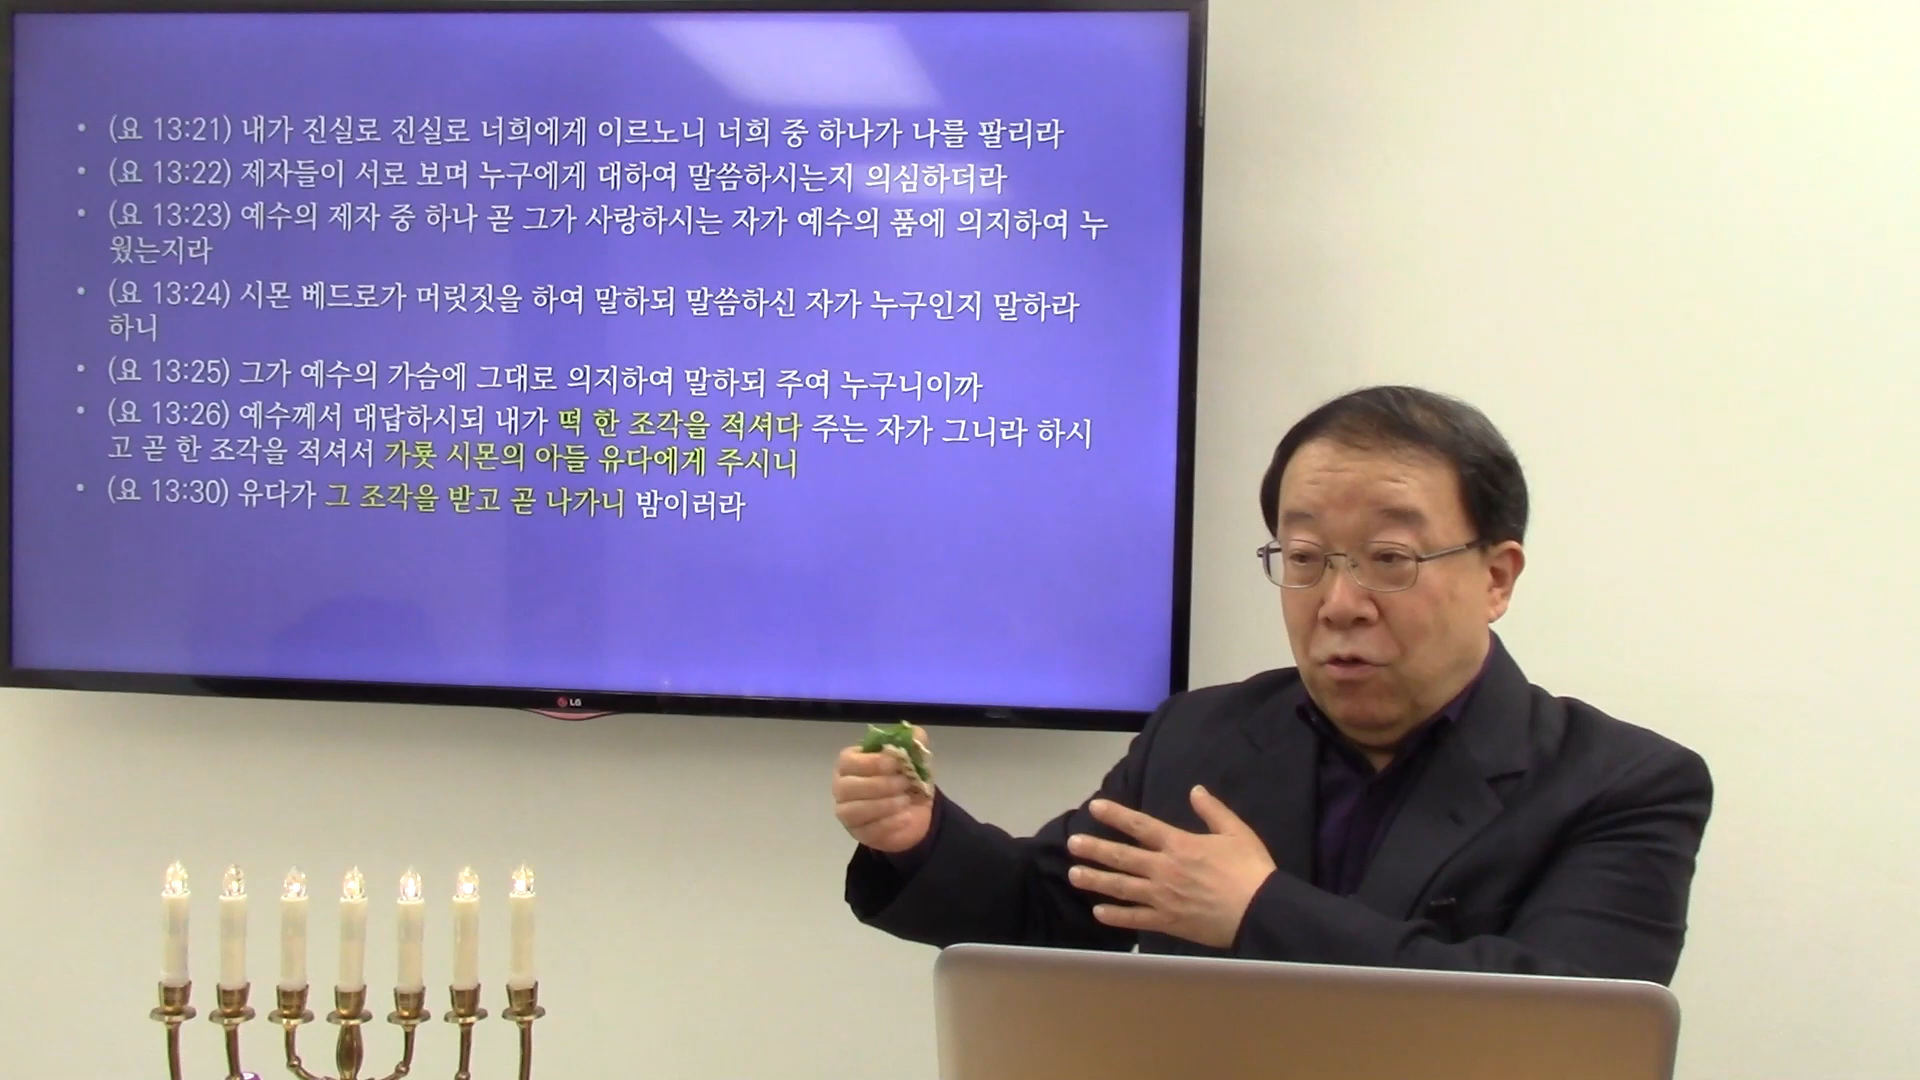 • (요 13:21) 내가 진실로 진실로 너희에게 이르노니 너희 중 하나가 나를 팔리라
• (요 13:22) 제자들이 서로 보며 누구에게 대하여 말씀하시는지 의심하더라
• (요 13:23) 예수의 제자 중 하나 곧 그가 사랑하시는 자가 예수의 품에 의지하여 누
웠는지라
• (요 13:24) 시몬 베드로가 머릿짓을 하여 말하되 말씀하신 자가 누구인지 말하라
하니
• (요 13:25) 그가 예수의 가슴에 그대로 의지하여 말하되 주여 누구니이까
• (요 13:26) 예수께서 대답하시되 내가 떡 한 조각을 적셔다 주는 자가 그니라 하시
고 곧 한 조각을 적셔서 가룟 시몬의 아들 유다에게 주시니
• (요 13:30) 유다가 그 조각을 받고 곧 나가니 밤이러라
LG